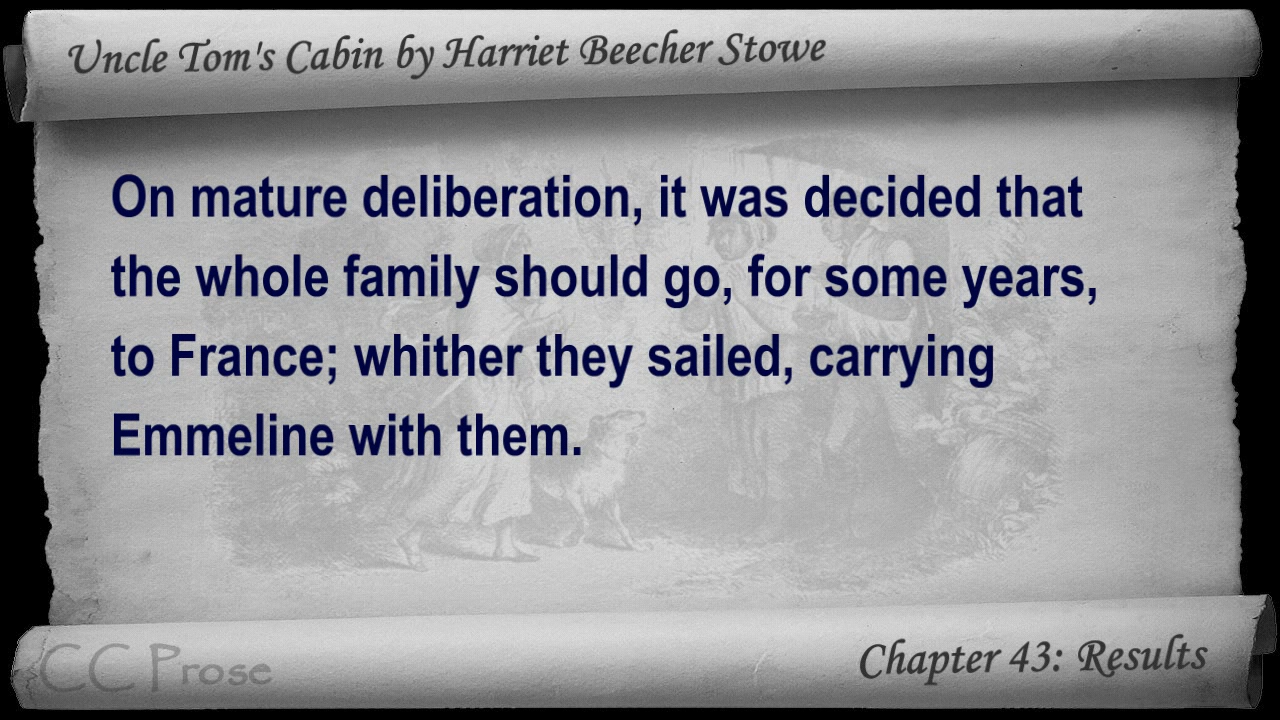 Uncle Tom's Cabin by Harriet Beecher Stowe
On mature deliberation, it was decided that
the whole family should go, for some years,
to France; whither they sailed, carrying
Emmeline with them.
CC Prose
Chapter 43: Results